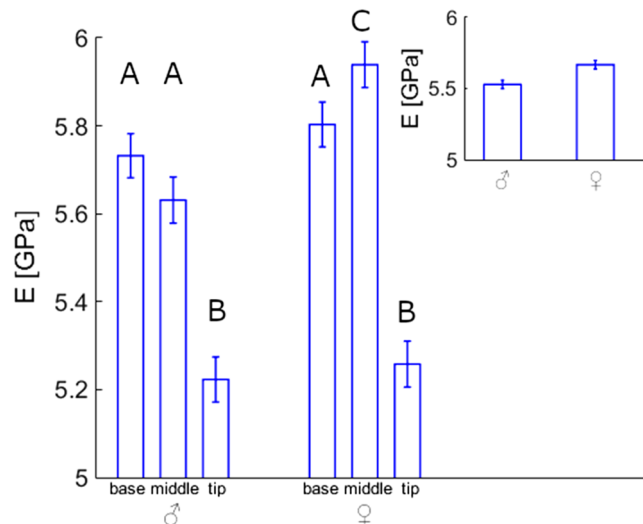 E [GPa]
6
5.8
5.6
5.4
5.2
5
A A B A C B
base middle tip base middle tip
♂ ♀
E [GPa]
6
5.5
5
♂ ♀